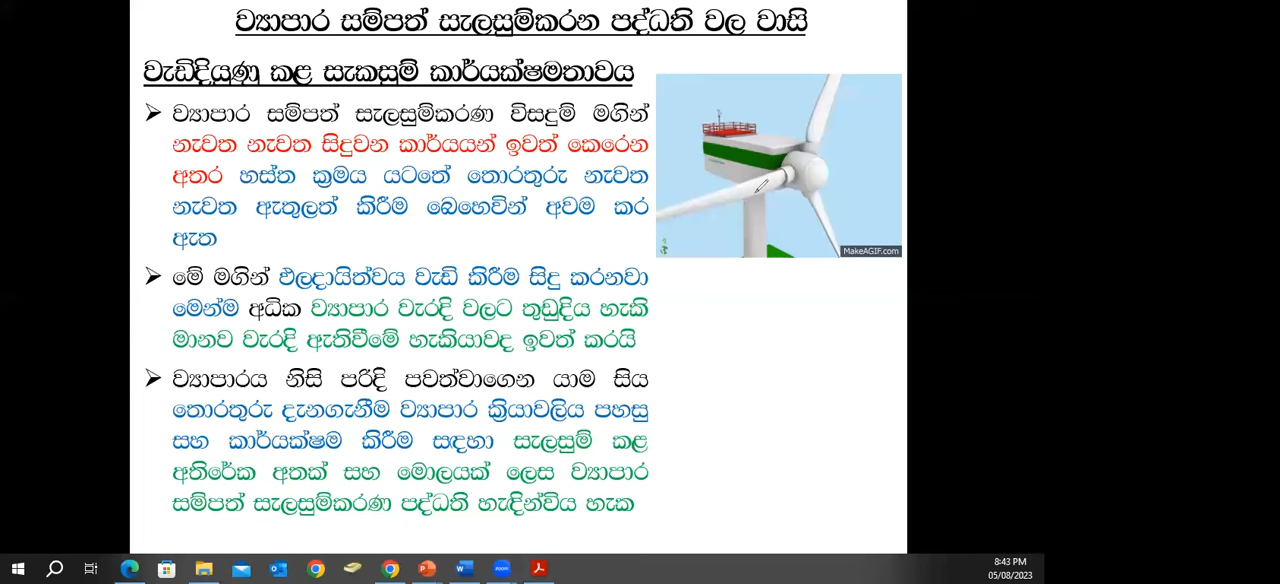 ව්‍යාපාර සම්පත් සැලසුම්කරන පද්ධති වල වාසි
වැඩිදියුණු කළ සැකසුම් කාර්යක්ෂමතාවය
➢ ව්‍යාපාර සම්පත් සැලසුම්කරණ විසදුම් මගින්
නැවත නැවත සිදුවන කාර්යයන් ඉවත් කෙරෙන
අතර හස්ත ක්‍රමය යටතේ තොරතුරු නැවත
නැවත ඇතුලත් කිරීම බෙහෙවින් අවම කර
ඇත
➢ මේ මගින් ඵලදායිත්වය වැඩි කිරීම සිදු කරනවා
මෙන්ම අධික ව්‍යාපාර වැරදි වලට තුඩුදිය හැකි
මානව වැරදි ඇතිවීමේ හැකියාවද ඉවත් කරයි
➢ ව්‍යාපාරය නිසි පරිදි පවත්වාගෙන යාම සිය
තොරතුරු දැනගැනීම ව්‍යාපාර ක්‍රියාවලිය පහසු
සහ කාර්යක්ෂම කිරීම සඳහා සැලසුම් කළ
අතිරේක අතක් සහ මොලයක් ලෙස ව්‍යාපාර
සම්පත් සැලසුම්කරණ පද්ධති හැඳින්විය හැක
MakeAGIF.com
8:43 PM
05/08/2023